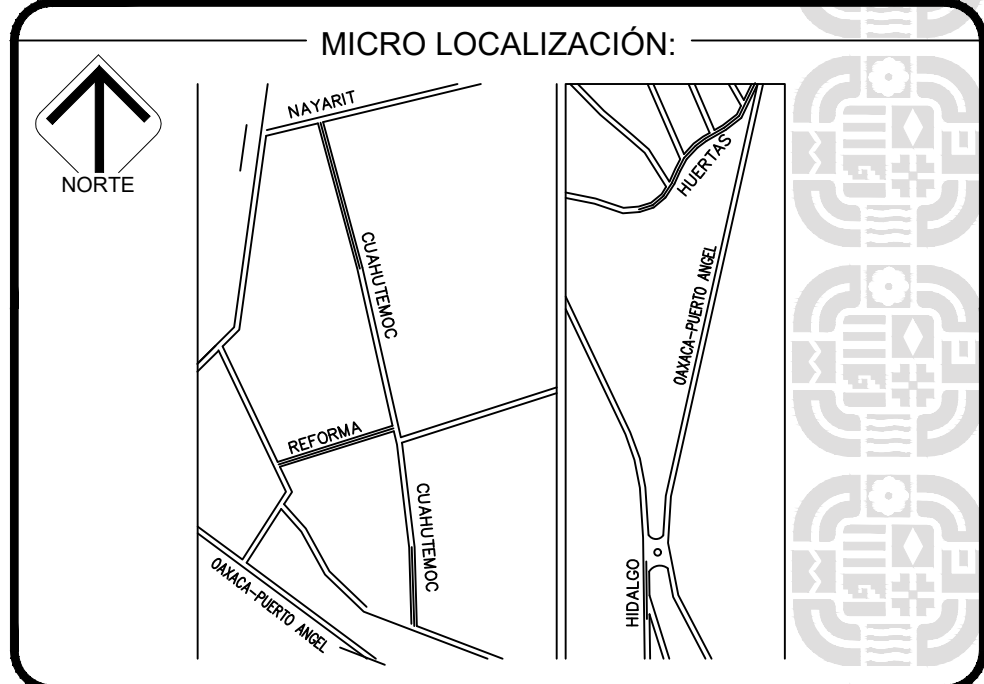 MICRO LOCALIZACIÓN:
NORTE
NAYARIT
CUAHUTEMOC
REFORMA
CUAHUTEMOC
OAXACA-PUERTO ANGEL
HUERTAS
OAXACA-PUERTO ANGEL
HIDALGO